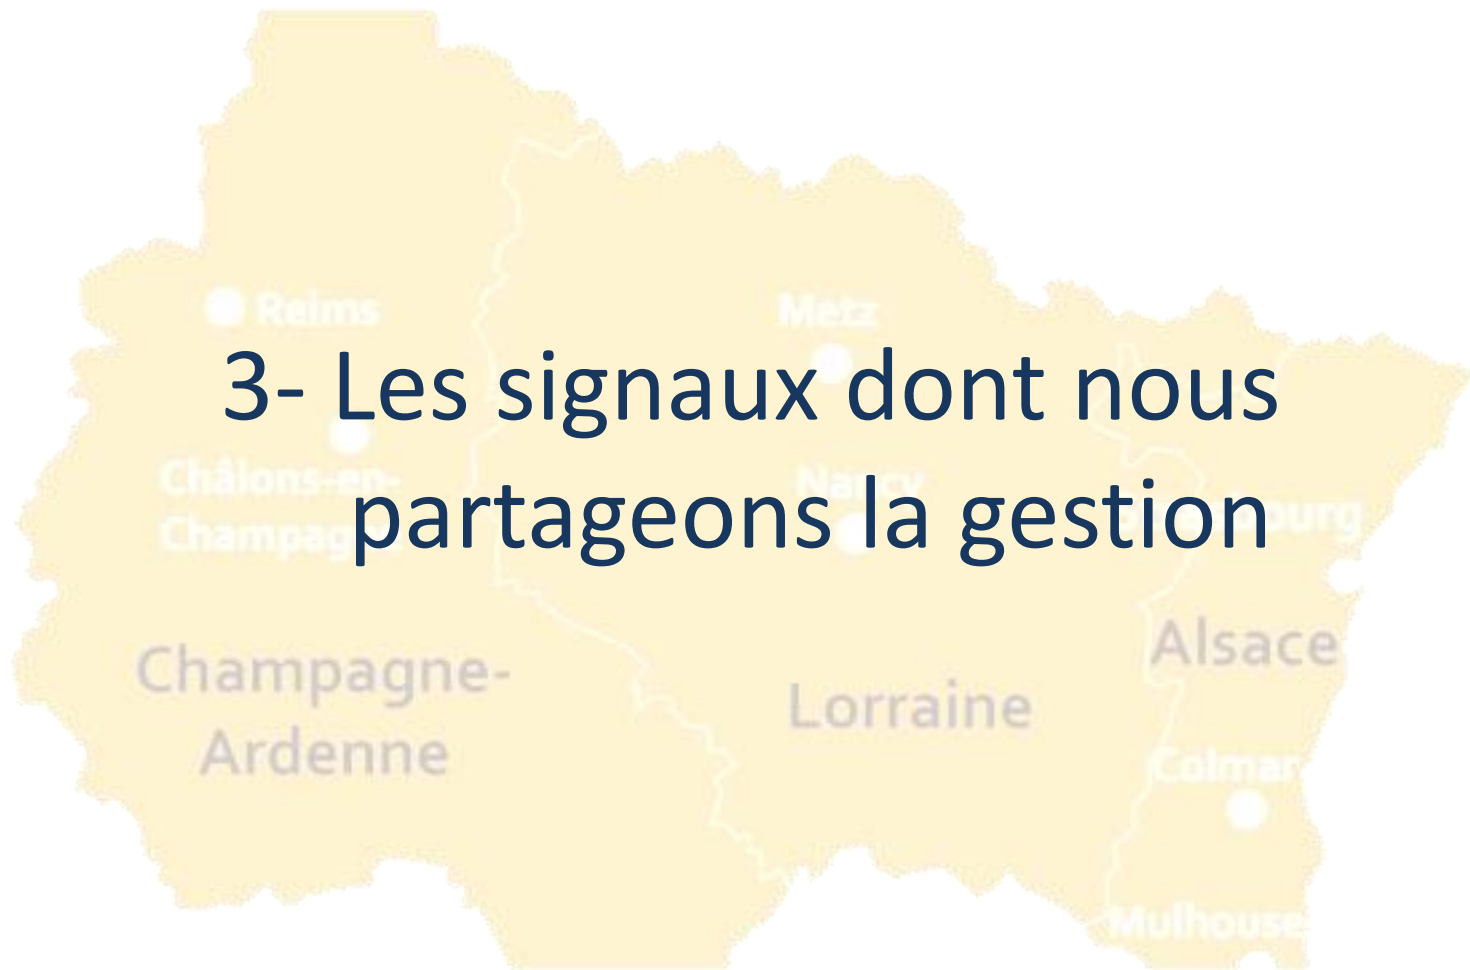 Reims
Metz
3- Les signaux dont nous
Châlons-en-
Nancy
partageons la gestion
Champagne
Alsace
Champagne-
Ardenne
Lorraine
Colmar
Mulhouse